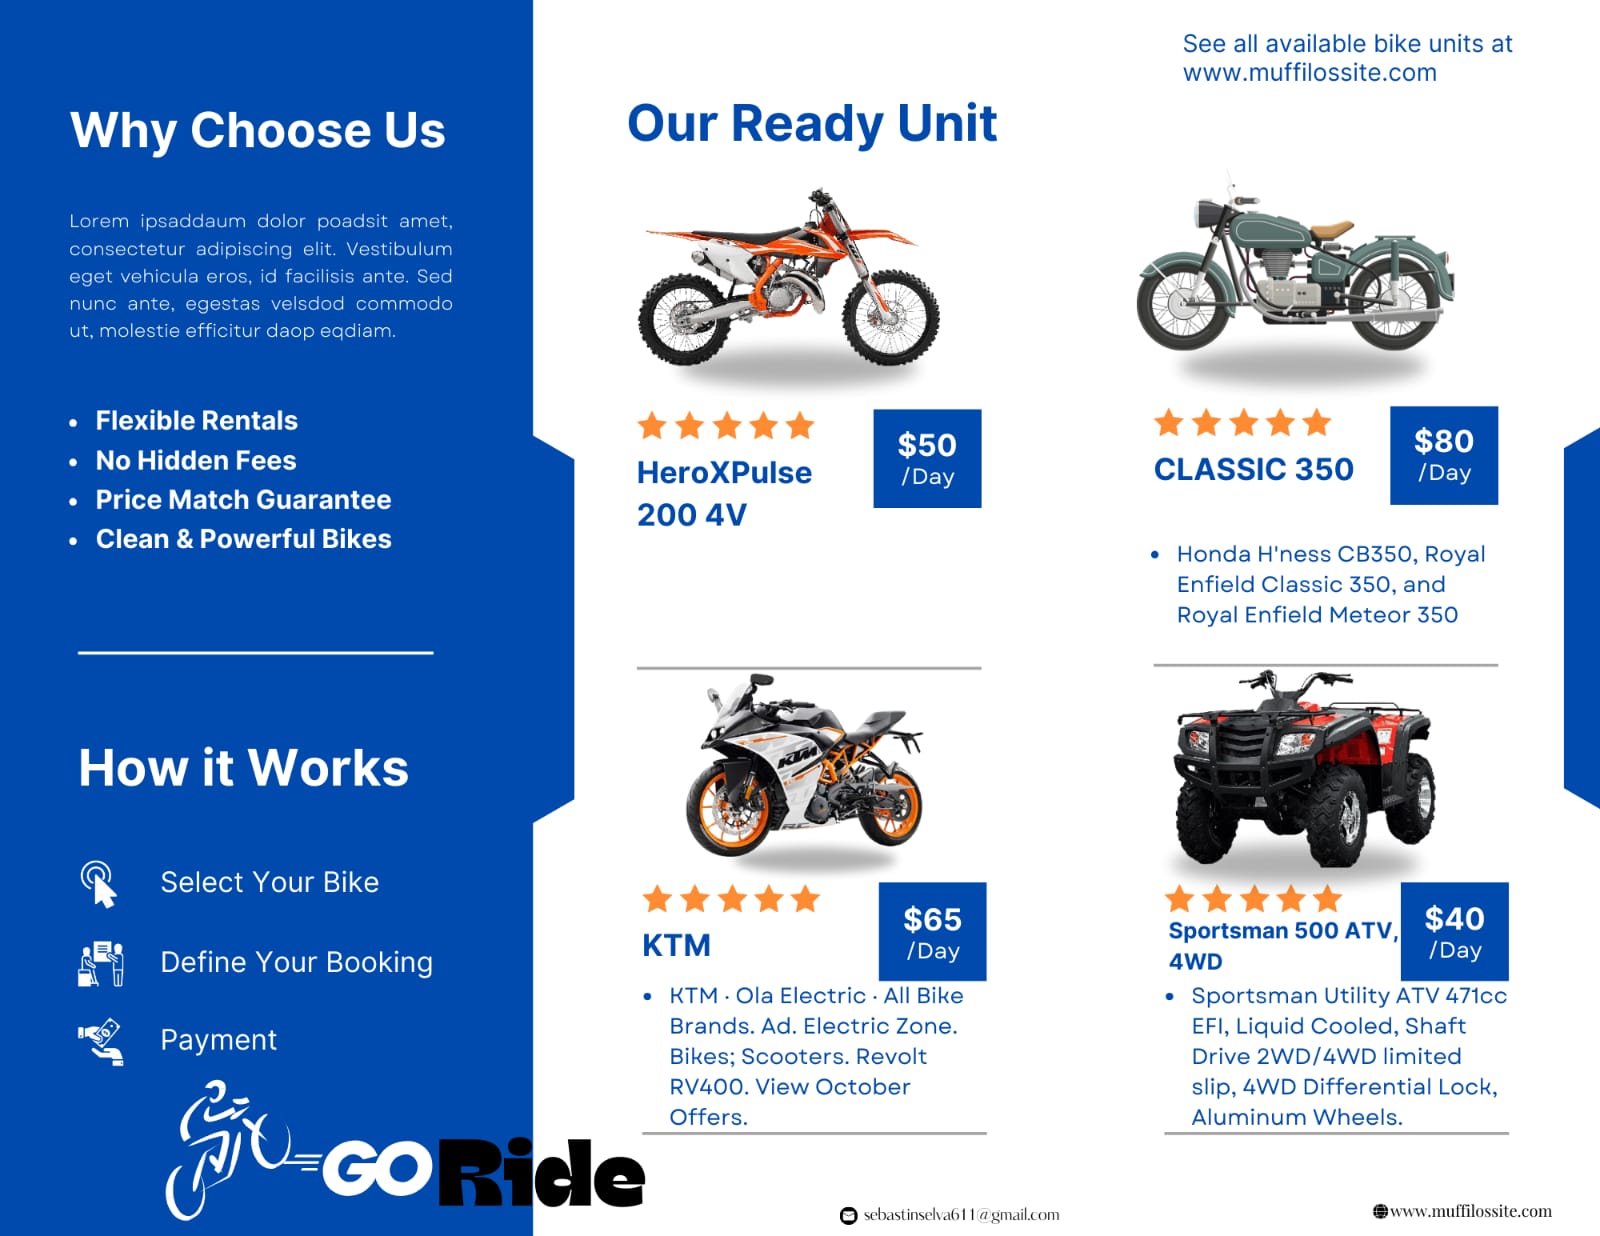 Why Choose Us
Lorem ipsaddaum dolor poadsit amet,
consectetur adipiscing elit. Vestibulum
eget vehicula eros, id facilisis ante. Sed
nunc ante, egestas velsdod commodo
ut, molestie efficitur daop eqdiam.
• Flexible Rentals
• No Hidden Fees
• Price Match Guarantee
• Clean & Powerful Bikes
How it Works
Select Your Bike
Define Your Booking
Payment
GO Ride
See all available bike units at
www.muffilossite.com
Our Ready Unit
HeroXPulse
200 4V
$50
/Day
CLASSIC 350
$80
/Day
• Honda H'ness CB350, Royal
Enfield Classic 350, and
Royal Enfield Meteor 350
KTM
RC
KTM
$65
/Day
• KTM · Ola Electric · All Bike
Brands. Ad. Electric Zone.
Bikes; Scooters. Revolt
RV400. View October
Offers.
Sportsman 500 ATV,
4WD
$40
/Day
• Sportsman Utility ATV 471cc
EFI, Liquid Cooled, Shaft
Drive 2WD/4WD limited
slip, 4WD Differential Lock,
Aluminum Wheels.
sebastinselva611@gmail.com
www.muffilossite.com